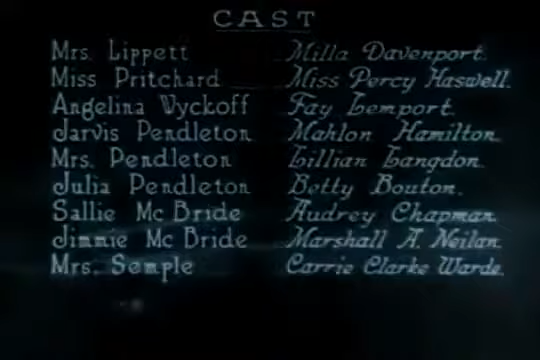 CAST
Mrs. Lippett Milla Davenport.
Miss Pritchard Miss Percy Haswell.
Angelina Wyckoff Fay Lemport.
Jarvis Pendleton Mahlon Hamilton.
Mrs. Pendleton Lillian Langdon.
Julia Pendleton Betty Bouton.
Sallie Mc Bride Audrey Chapman.
Jimmie Mc Bride Marshall A. Neilan.
Mrs. Semple Carrie Clarke Warde.